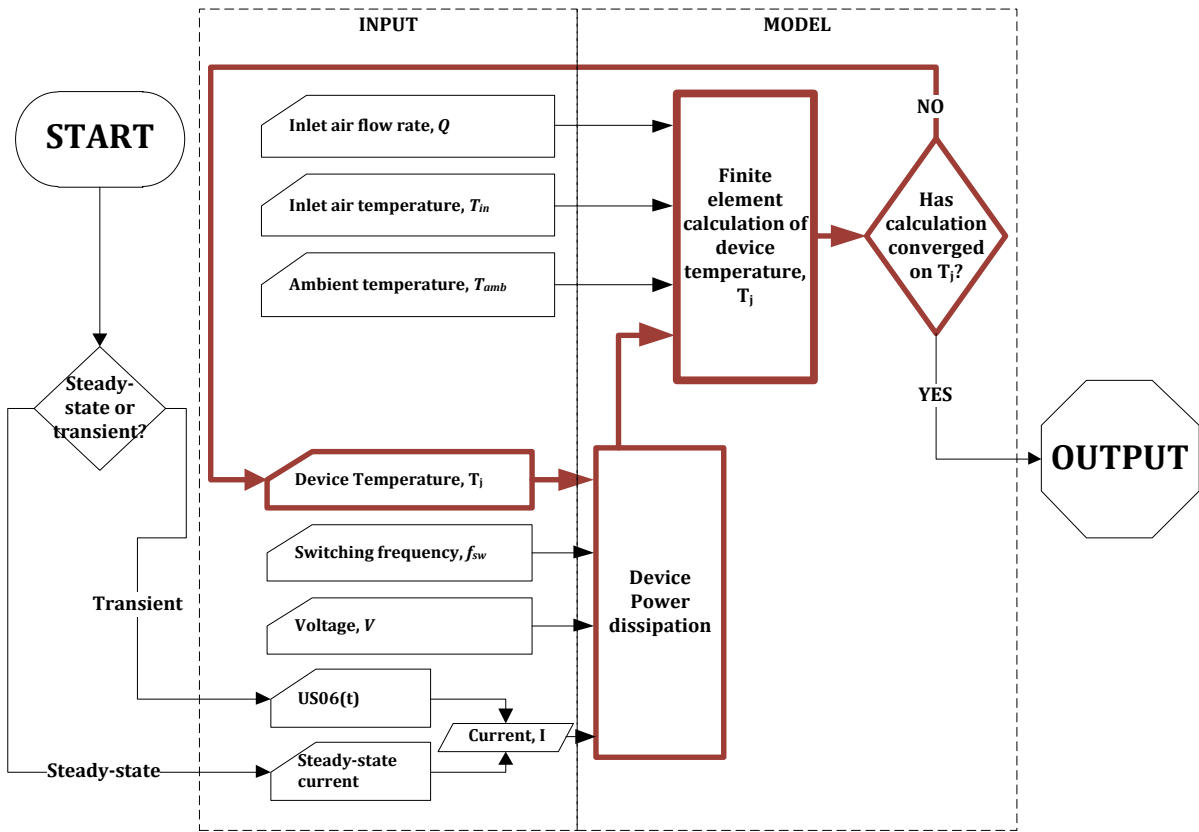 INPUT
MODEL
START
Inlet air flow rate, Q
NO
Inlet air temperature, Tin
Finite
element
calculation of
device
temperature,
Tj
Has
calculation
converged
on Tj?
Ambient temperature, Tamb
Steady-
state or
transient?
YES
OUTPUT
Device Temperature, Tj
Switching frequency, fsw
Device
Power
dissipation
Transient
Voltage, V
US06(t)
Current, I
Steady-state
Steady-state
current